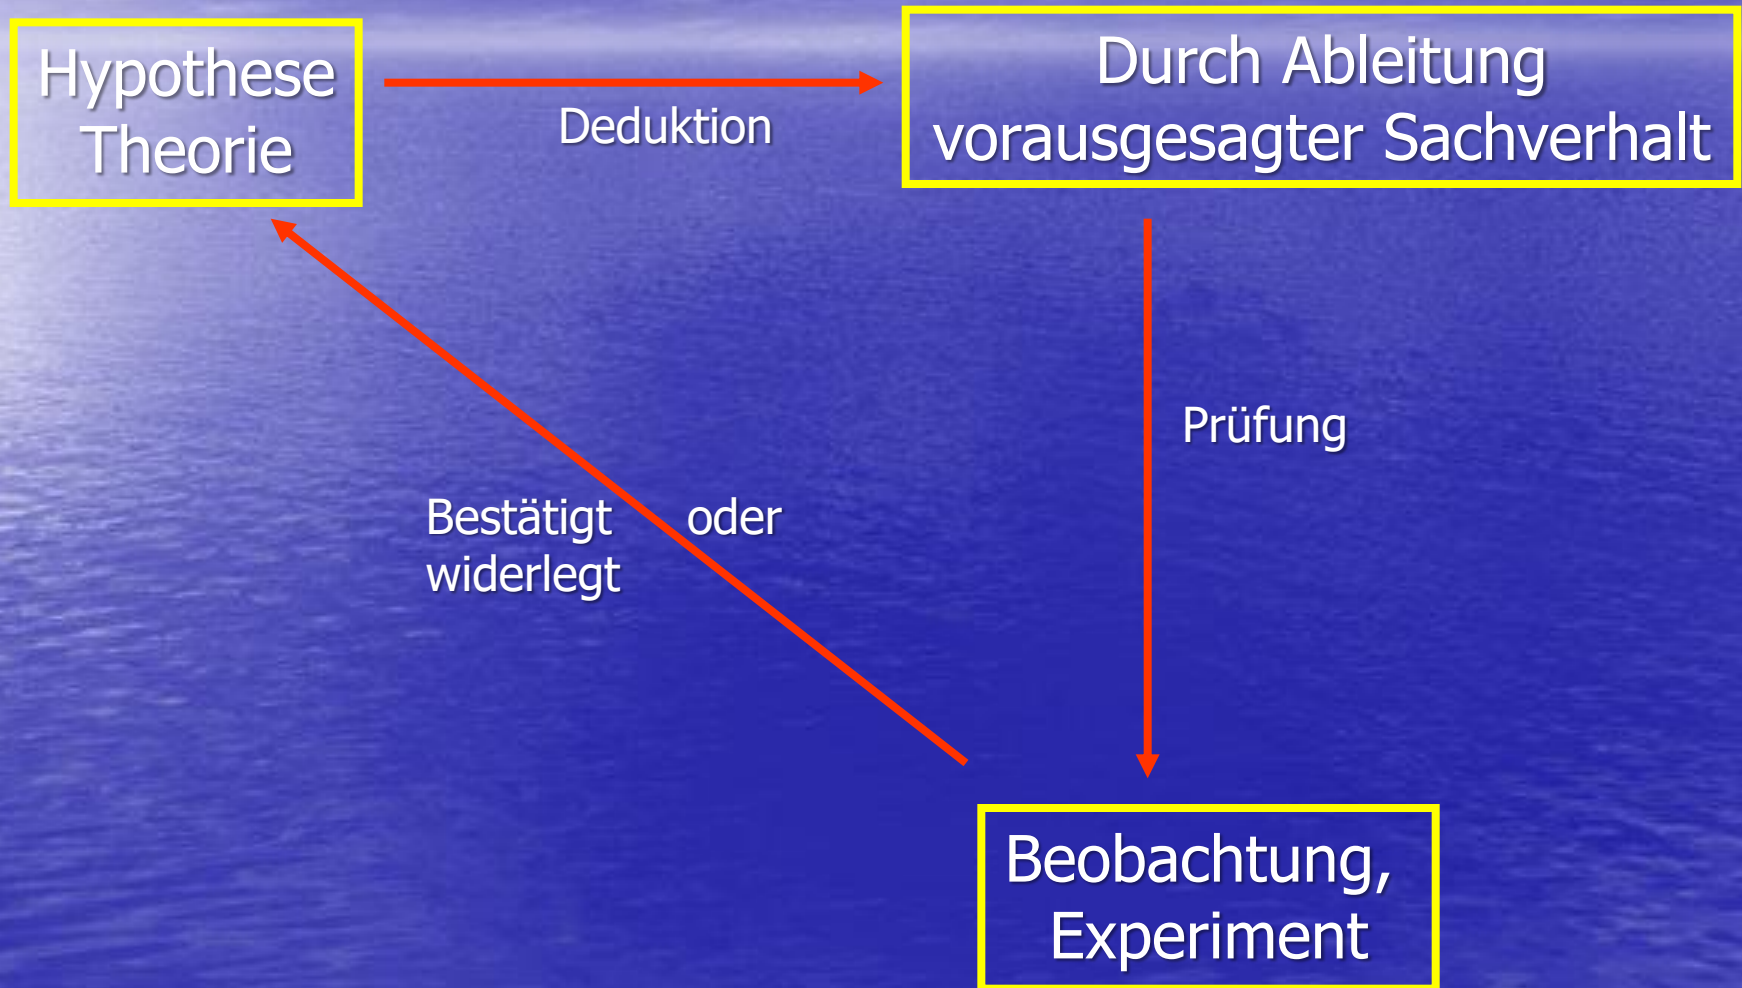 Hypothese
Theorie
Deduktion
Durch Ableitung
vorausgesagter Sachverhalt
Prüfung
Bestätigt oder
widerlegt
Beobachtung,
Experiment